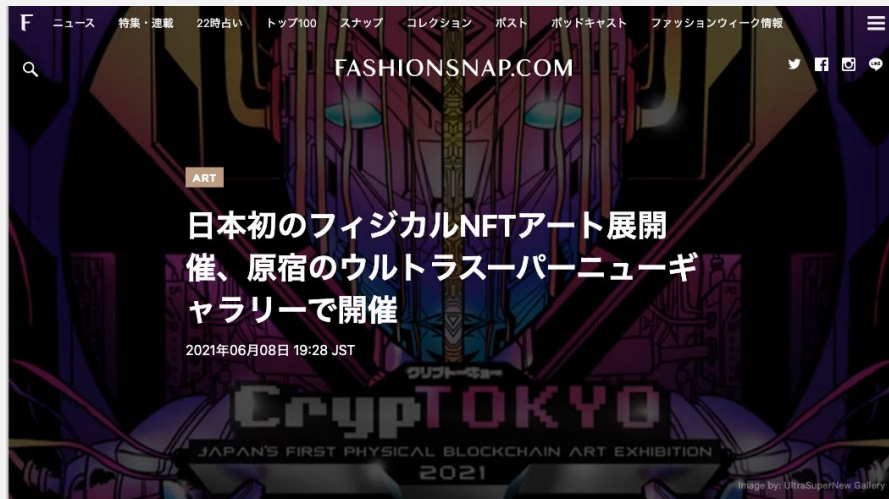 F ニュース 特集・連載 22時占い トップ100 スナップ コレクション ポスト ポッドキャスト ファッションウィーク情報
FASHIONSNAP.COM
LINE
ART
日本初のフィジカルNFTアート展開
催、原宿のウルトラスーパーニューギ
ャラリーで開催
2021年06月08日 19:28 JST
クリプトーキョー
CrypTOKYO
JAPAN'S FIRST PHYSICAL BLOCKCHAIN ART EXHIBITION
2021
Image by: UltraSuperNew Gallery